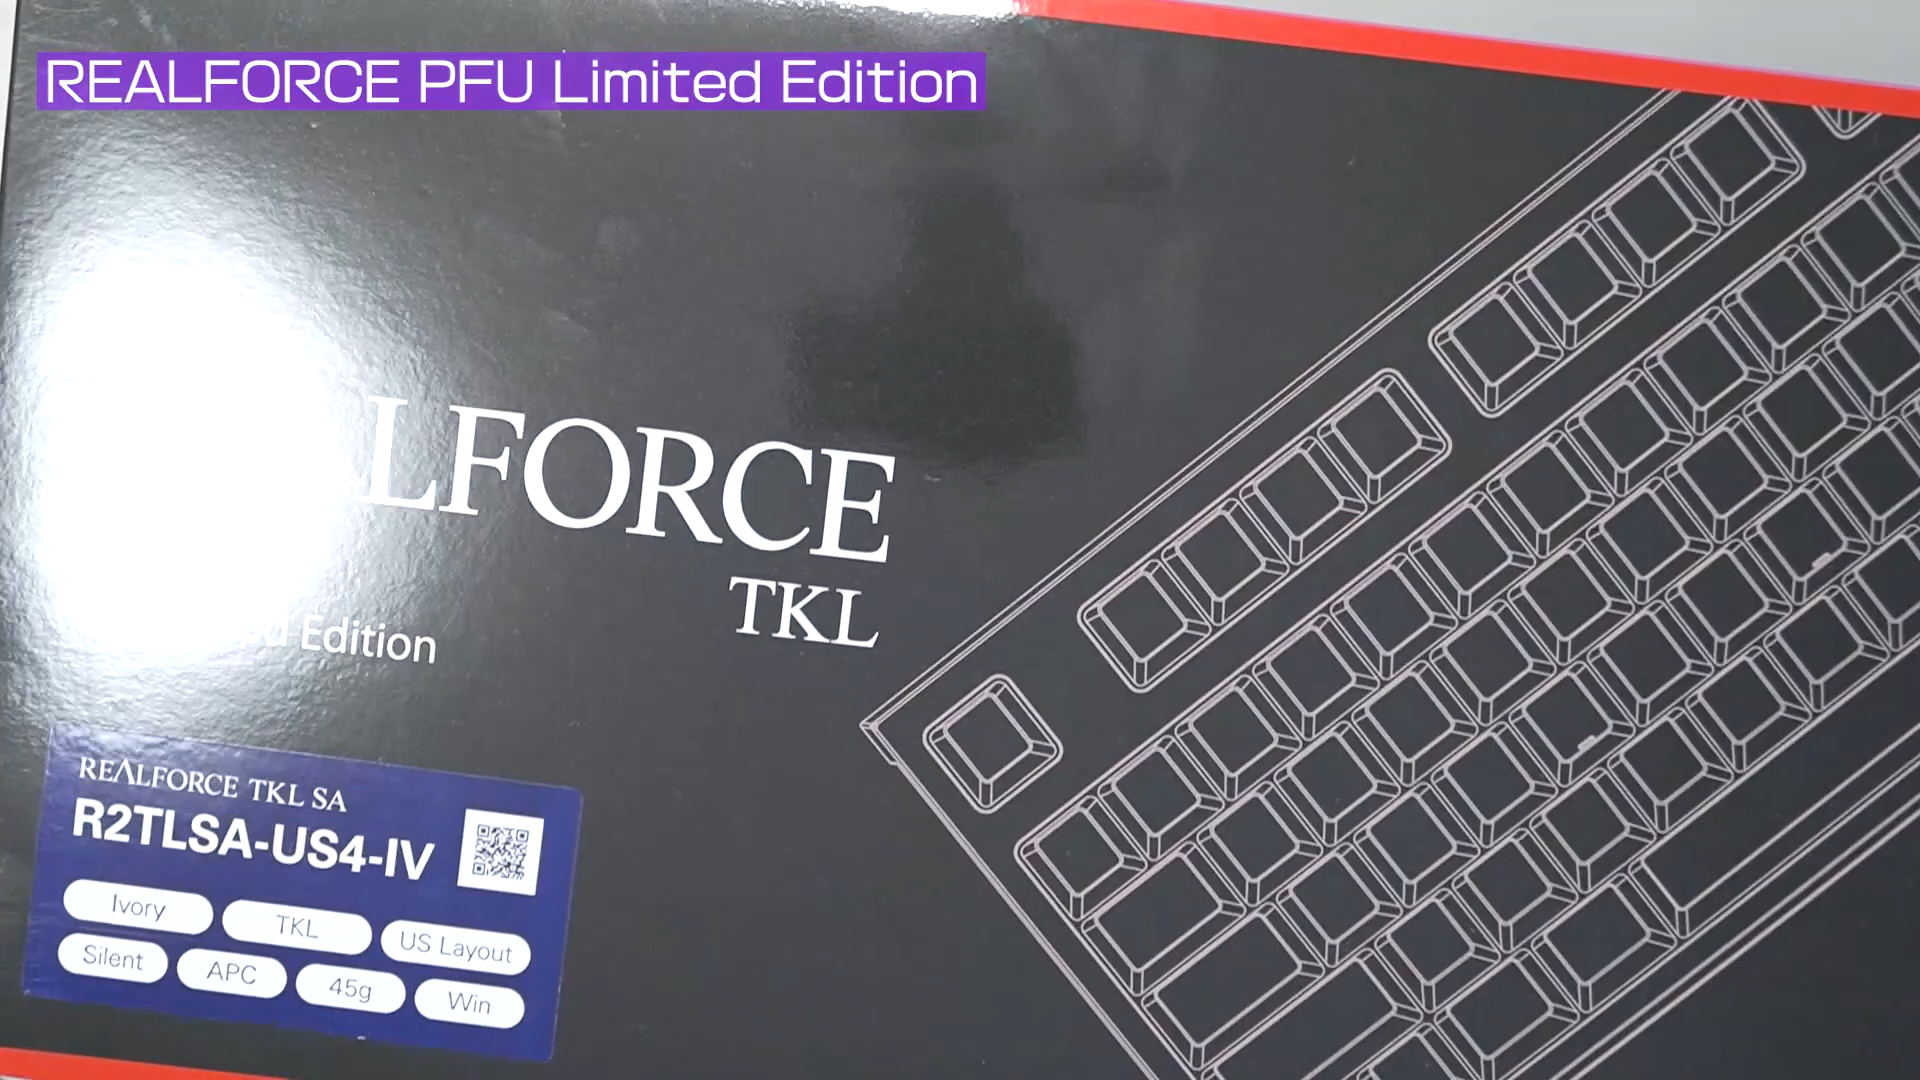 REALFORCE PFU Limited Edition
LFORCE
TKL
Edition
REALFORCE TKL SA
R2TLSA-US4-IV
Ivory
TKL
US Layout
Silent
APC
45g
Win